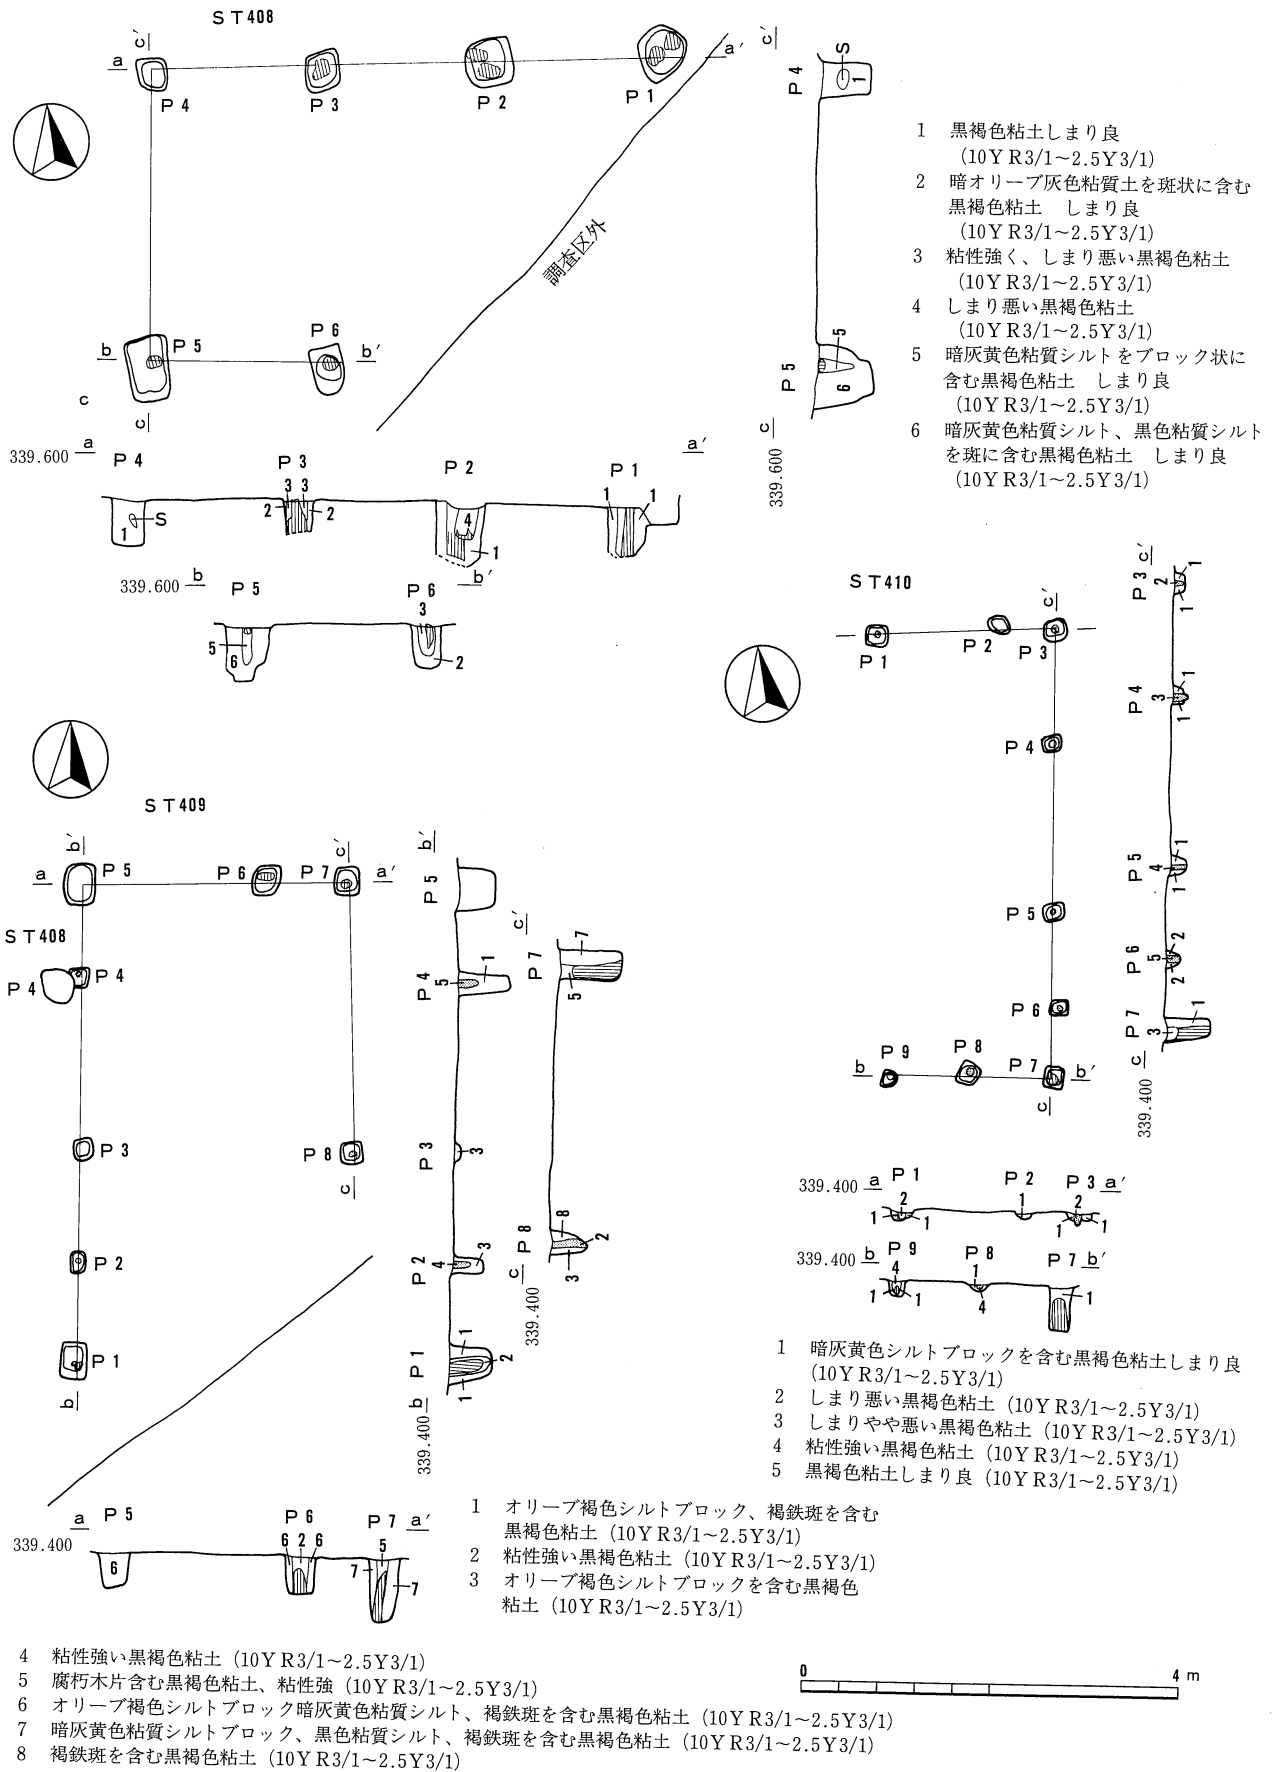 ST408
c′
a
a′
P4
P3
P2
P1
調査区外
b
P5
P6
b′
c
c
c′
P4
S
1
P5
5
6
c
339.600
1 黒褐色粘土しまり良
(10YR3/1~2.5Y3/1)
2 暗オリーブ灰色粘質土を斑状に含む
黒褐色粘土 しまり良
(10YR3/1~2.5Y3/1)
3 粘性強く、しまり悪い黒褐色粘土
(10YR3/1~2.5Y3/1)
4 しまり悪い黒褐色粘土
(10YR3/1~2.5Y3/1)
5 暗灰黄色粘質シルトをブロック状に
含む黒褐色粘土 しまり良
(10YR3/1~2.5Y3/1)
6 暗灰黄色粘質シルト、黒色粘質シルト
を斑に含む黒褐色粘土 しまり良
(10YR3/1~2.5Y3/1)
339.600 a a′
P4 P3 P2 P1
1 S 3 3 2 2 4 1 1 1
339.600 b b′
P5 P6
5 6 3 2
ST410
c′
P1 P2 P3
P4
P5
P6
b P9 P8 P7 b′
c
c′
P3 2 1 1
P4 3 1 1
P5 4 1 1
P6 5 2 2
P7 3 1
c
339.400
339.400 a P1 P2 P3 a′
1 2 1 1 1 2 1
339.400 b P9 P8 P7 b′
1 4 1 1 4 1
1 暗灰黄色シルトブロックを含む黒褐色粘土しまり良
(10YR3/1~2.5Y3/1)
2 しまり悪い黒褐色粘土(10YR3/1~2.5Y3/1)
3 しまりやや悪い黒褐色粘土(10YR3/1~2.5Y3/1)
4 粘性強い黒褐色粘土(10YR3/1~2.5Y3/1)
5 黒褐色粘土しまり良(10YR3/1~2.5Y3/1)
ST409
b′ c′
a P5 P6 P7 a′
ST408
P4 P4
P3
P8
c
P2
P1
b
b′
P5
P4 5 1
P3 3
P2 4 3
P1 1 2 1
b
339.400
c′
P7 7 5
P8 8 2 3
c
339.400
339.400 a P5 P6 P7 a′
6 6 2 6 5 7 7
1 オリーブ褐色シルトブロック、褐鉄斑を含む
黒褐色粘土(10YR3/1~2.5Y3/1)
2 粘性強い黒褐色粘土(10YR3/1~2.5Y3/1)
3 オリーブ褐色シルトブロックを含む黒褐色
粘土(10YR3/1~2.5Y3/1)
4 粘性強い黒褐色粘土(10YR3/1~2.5Y3/1)
5 腐朽木片含む黒褐色粘土、粘性強(10YR3/1~2.5Y3/1)
6 オリーブ褐色シルトブロック暗灰黄色粘質シルト、褐鉄斑を含む黒褐色粘土(10YR3/1~2.5Y3/1)
7 暗灰黄色粘質シルトブロック、黒色粘質シルト、褐鉄斑を含む黒褐色粘土(10YR3/1~2.5Y3/1)
8 褐鉄斑を含む黒褐色粘土(10YR3/1~2.5Y3/1)
0 4m